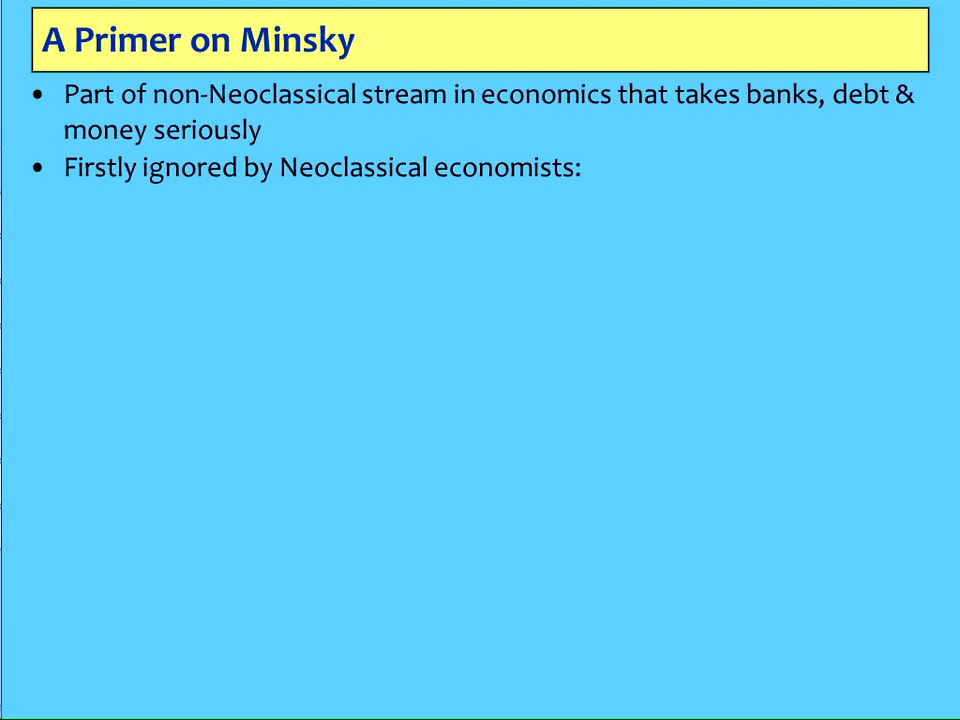 A Primer on Minsky
• Part of non-Neoclassical stream in economics that takes banks, debt &
money seriously
• Firstly ignored by Neoclassical economists: